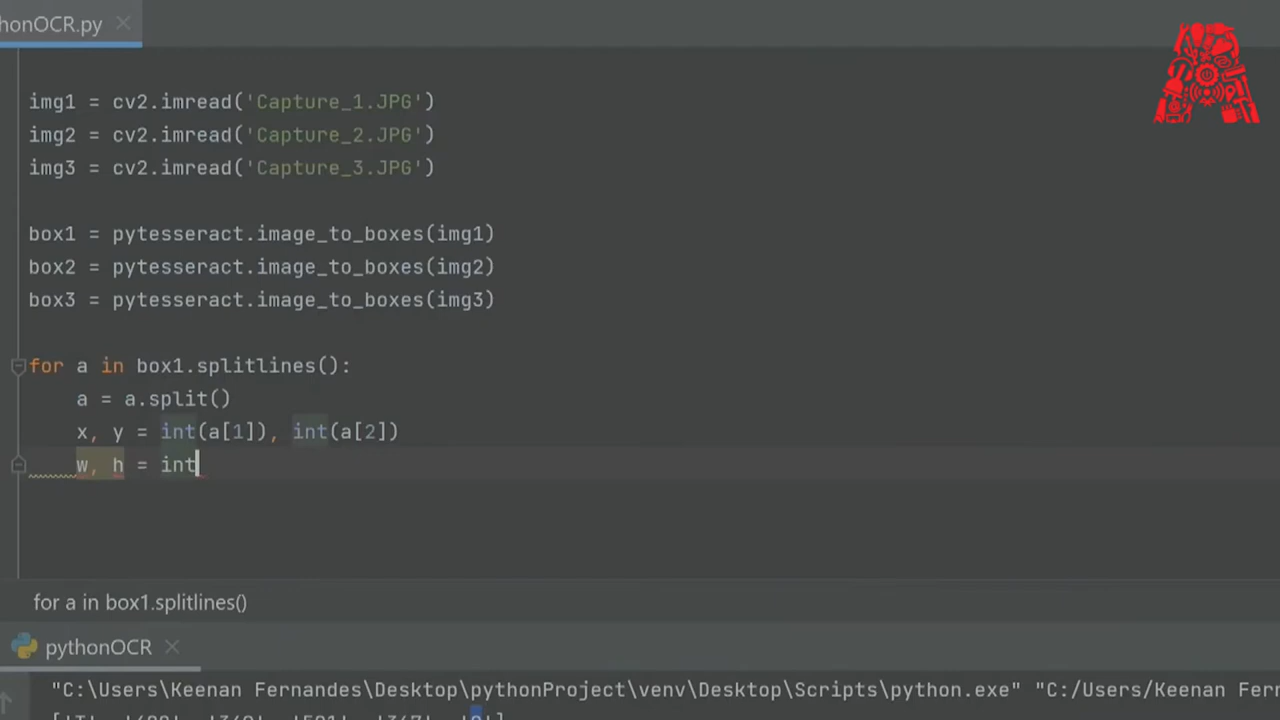 honOCR.py
img1 = cv2.imread('Capture_1.JPG')
img2 = cv2.imread('Capture_2.JPG')
img3 = cv2.imread('Capture_3.JPG')
box1 = pytesseract.image_to_boxes(img1)
box2 = pytesseract.image_to_boxes(img2)
box3 = pytesseract.image_to_boxes(img3)
for a in box1.splitlines():
a = a.split()
x, y = int(a[1]), int(a[2])
w, h = int
for a in box1.splitlines()
pythonOCR
"C:\Users\Keenan Fernandes\Desktop\pythonProject\venv\Desktop\Scripts\python.exe" "C:/Users/Keenan Fern